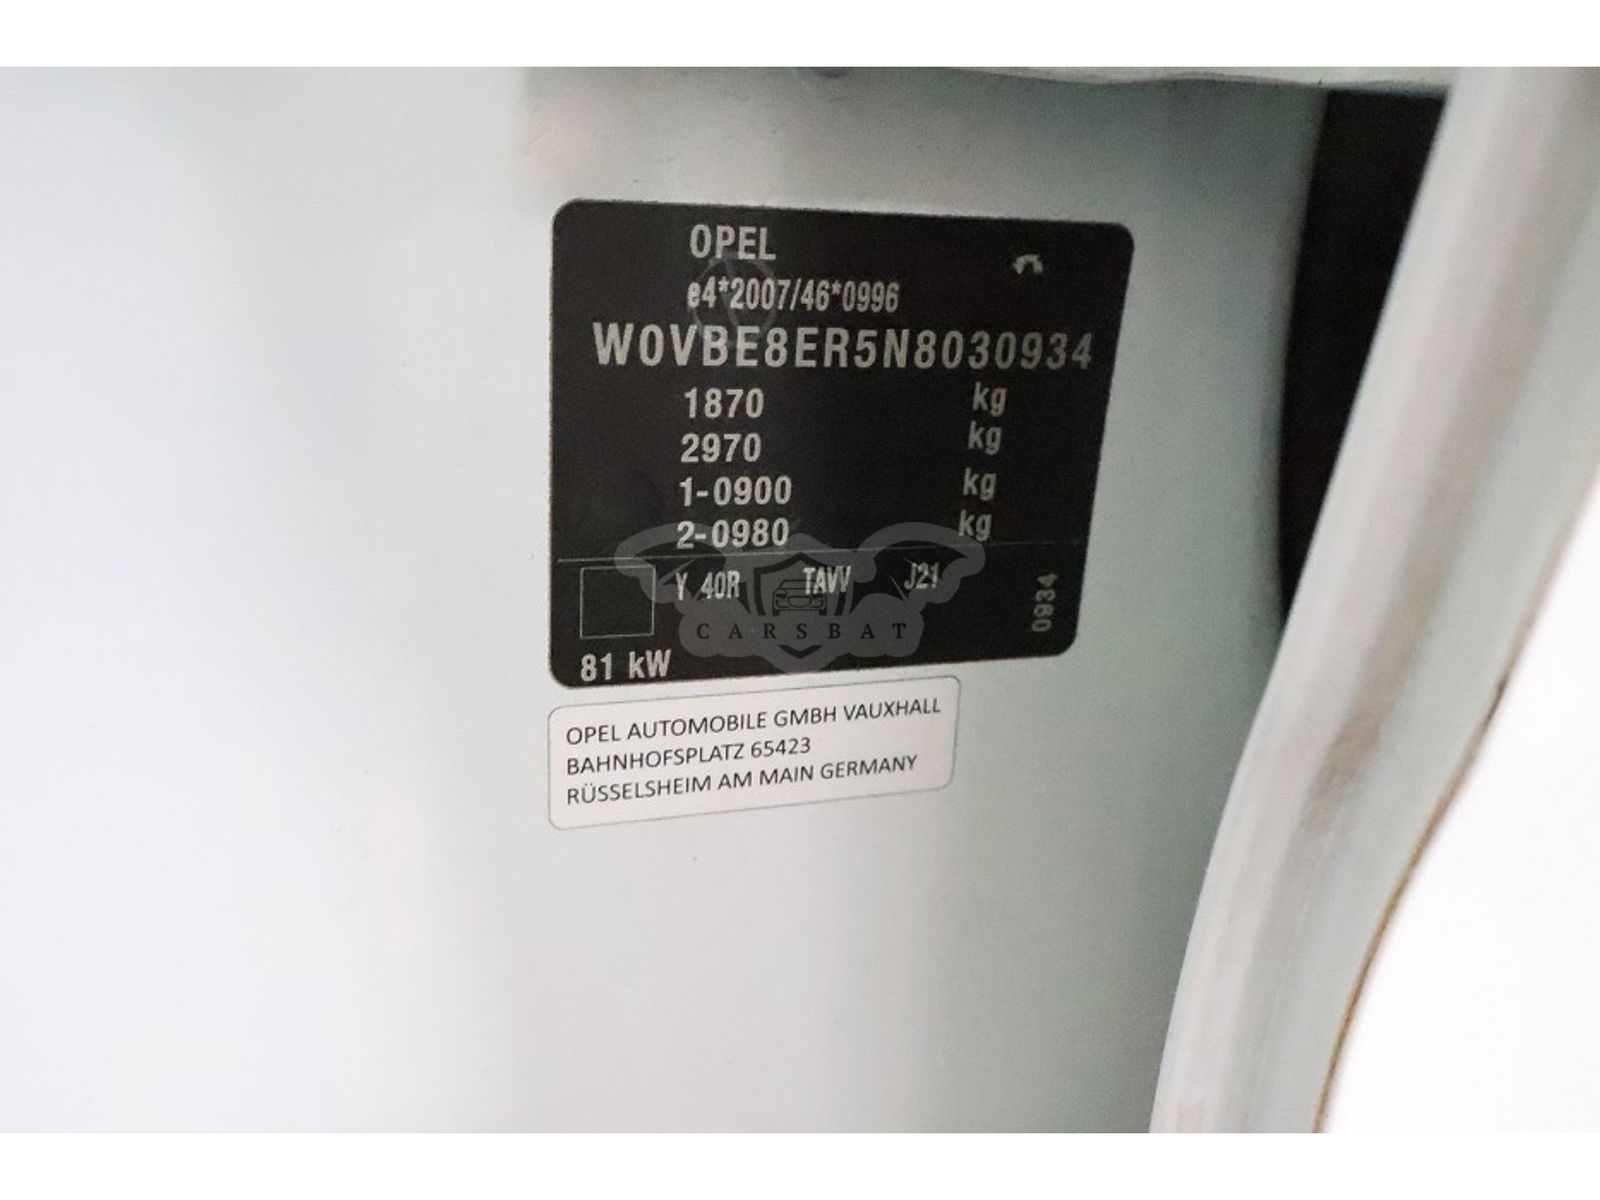 OPEL
e4*2007/46*0996
W0VBE8ER5N8030934
1870 kg
2970 kg
1-0900 kg
2-0980 kg
Y 40R TAVV J21
0934
CARSBAT
81 kW
OPEL AUTOMOBILE GMBH VAUXHALL
BAHNHOFSPLATZ 65423
RÜSSELSHEIM AM MAIN GERMANY